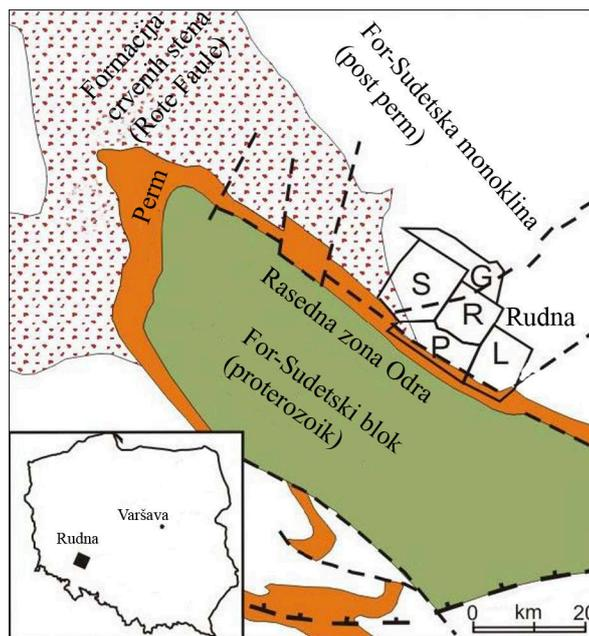 Formacija
crvenih stena
(Rote Faule)
For-Sudetska monoklina
(post perm)
Perm
S
G
R
Rudna
P
L
Rasedna zona Odra
For-Sudetski blok
(proterozoik)
Varšava
Rudna
km
0
20